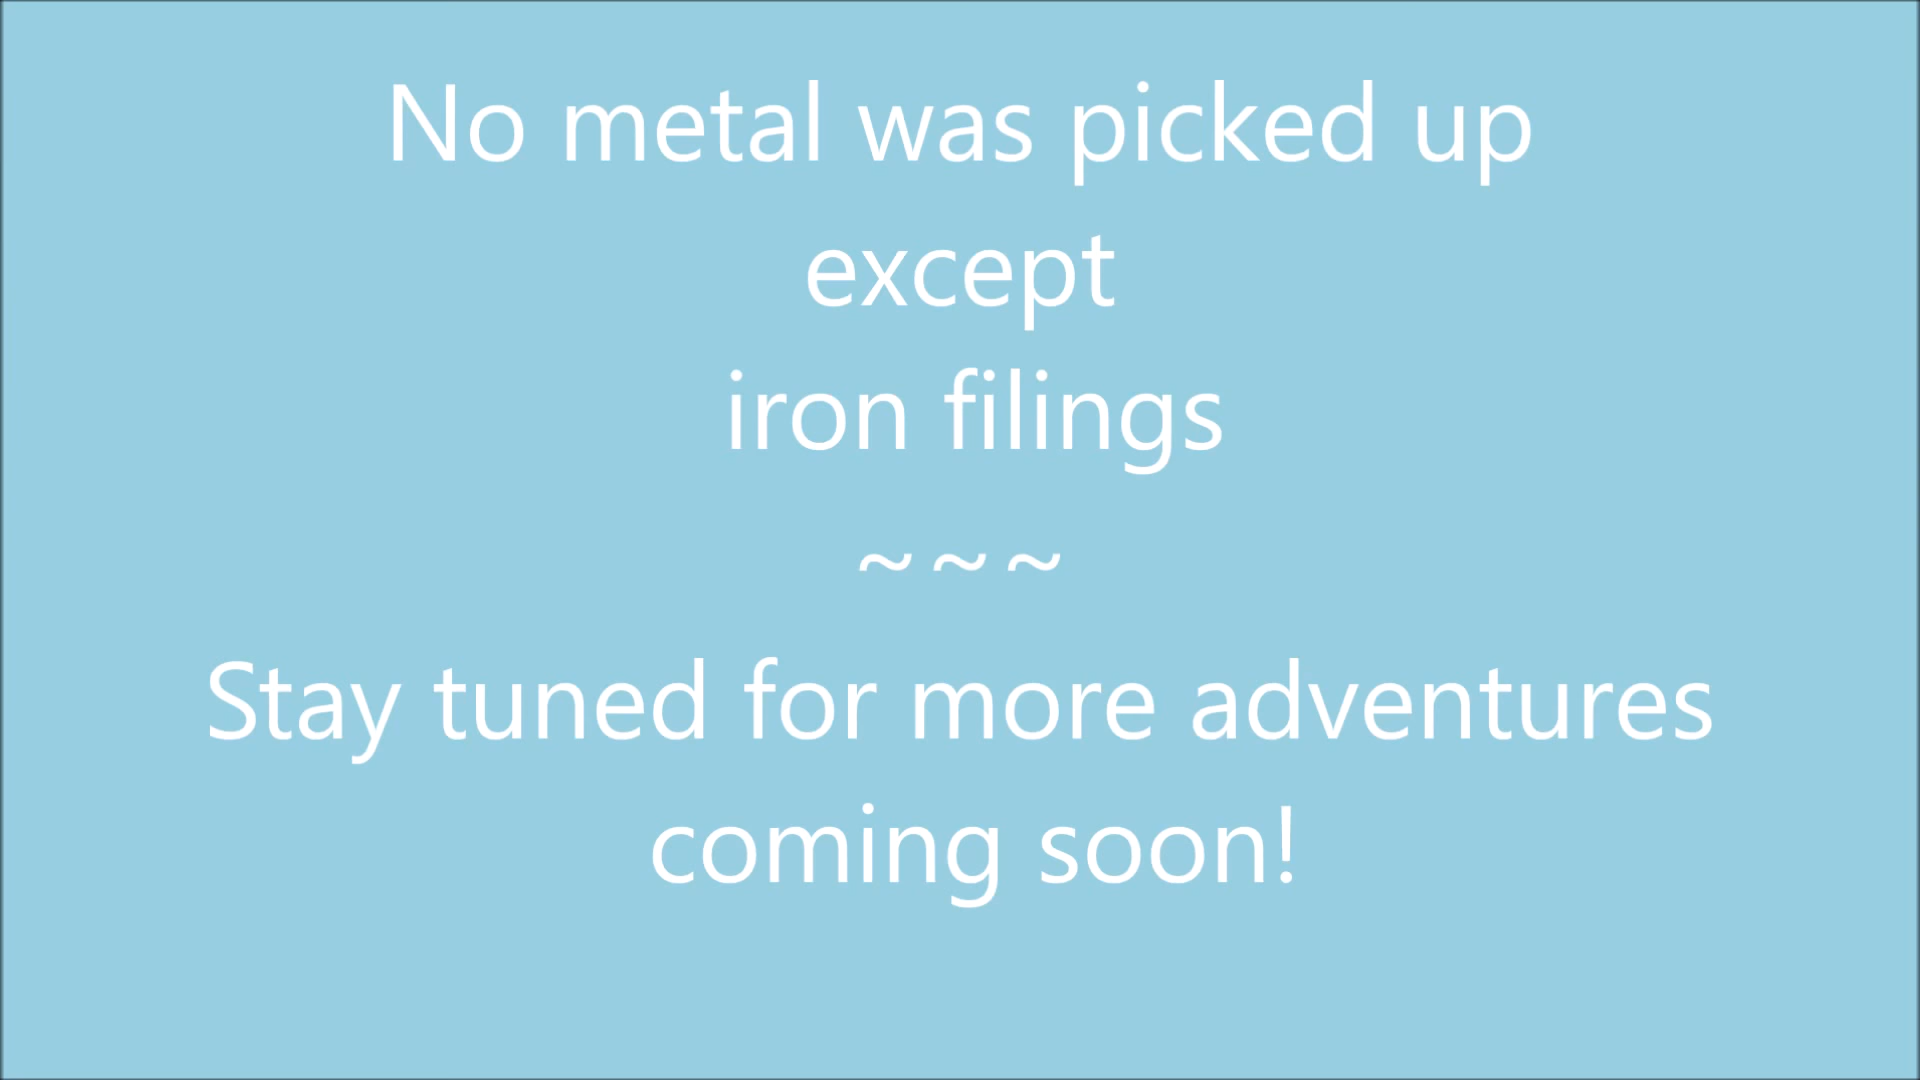 No metal was picked up
except
iron filings
~~~
Stay tuned for more adventures
coming soon!